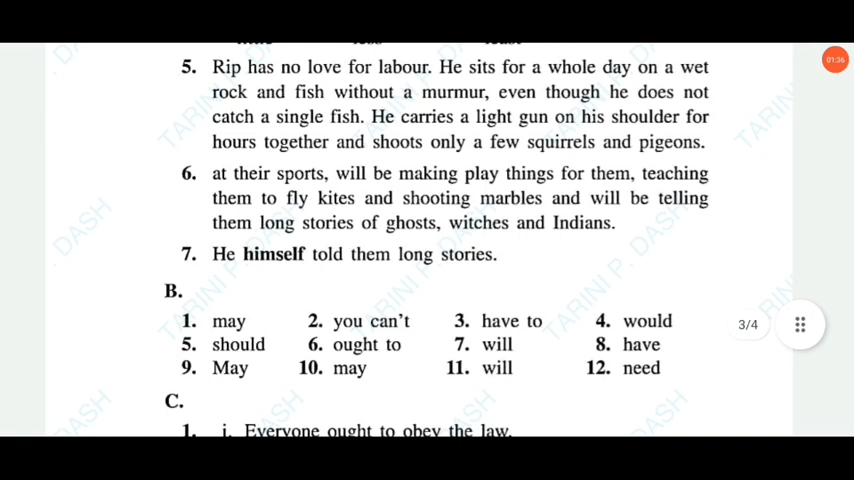 5. Rip has no love for labour. He sits for a whole day on a wet
rock and fish without a murmur, even though he does not
catch a single fish. He carries a light gun on his shoulder for
hours together and shoots only a few squirrels and pigeons.
6. at their sports, will be making play things for them, teaching
them to fly kites and shooting marbles and will be telling
them long stories of ghosts, witches and Indians.
7. He himself told them long stories.
B.
1. may 2. you can't 3. have to 4. would
5. should 6. ought to 7. will 8. have
9. May 10. may 11. will 12. need
C.
1. i. Everyone ought to obey the law.
3/4
01:36
TARINI P. DASH